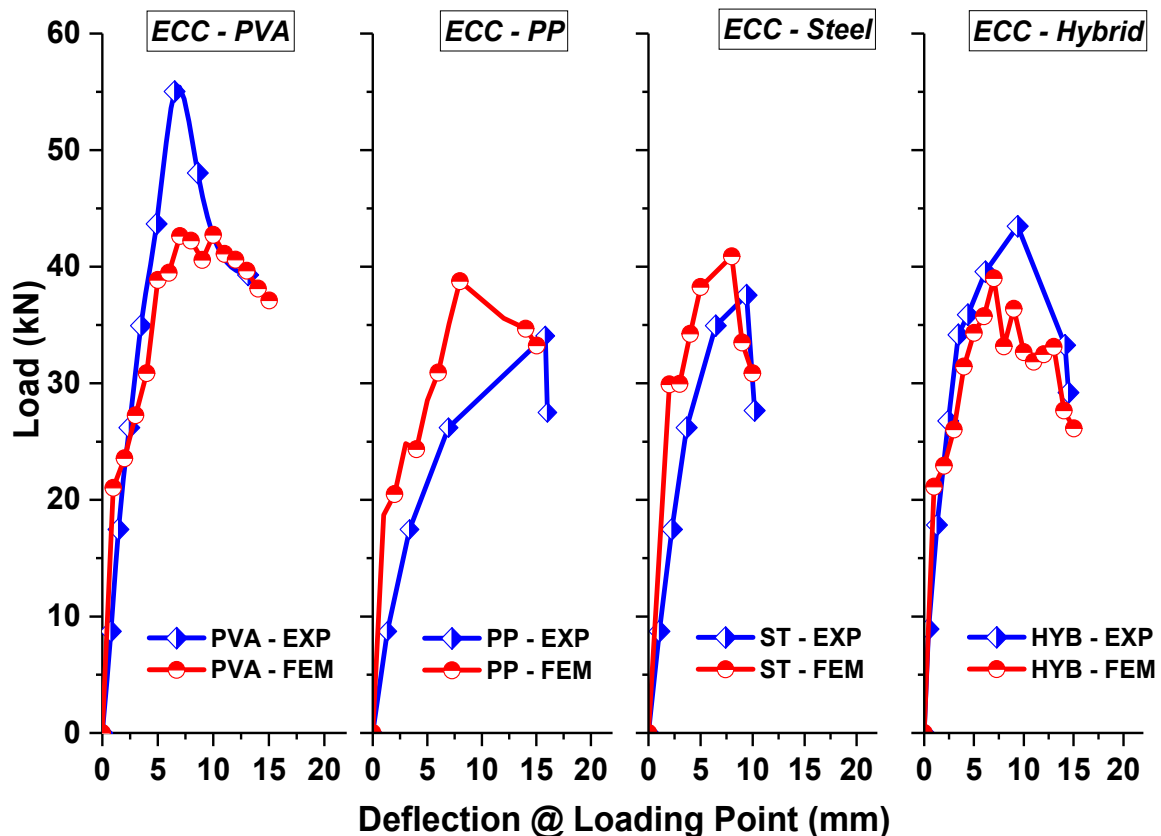 ECC - PVA
ECC - PP
ECC - Steel
ECC - Hybrid
Load (kN)
60
50
40
30
20
10
0
PVA - EXP
PVA - FEM
PP - EXP
PP - FEM
ST - EXP
ST - FEM
HYB - EXP
HYB - FEM
0 5 10 15 20
0 5 10 15 20
0 5 10 15 20
0 5 10 15 20
Deflection @ Loading Point (mm)